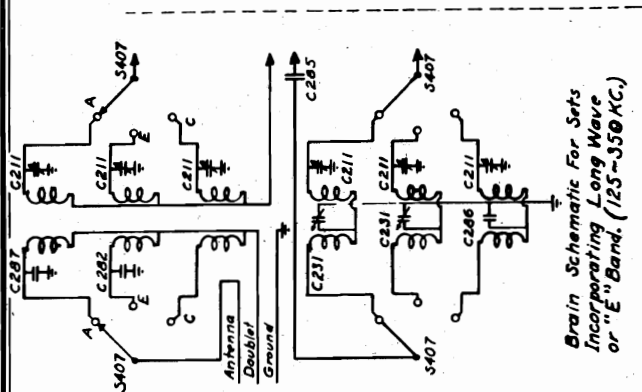 S407
A
E
C
C211
C211
C211
C287
C282
A
E
C
S407
Antenna
Doublet
Ground
C285
S407
C211
C211
C211
C231
C231
C286
S407
Brain Schematic For Sets
Incorporating Long Wave
or "E" Band. (125~350 KC.)